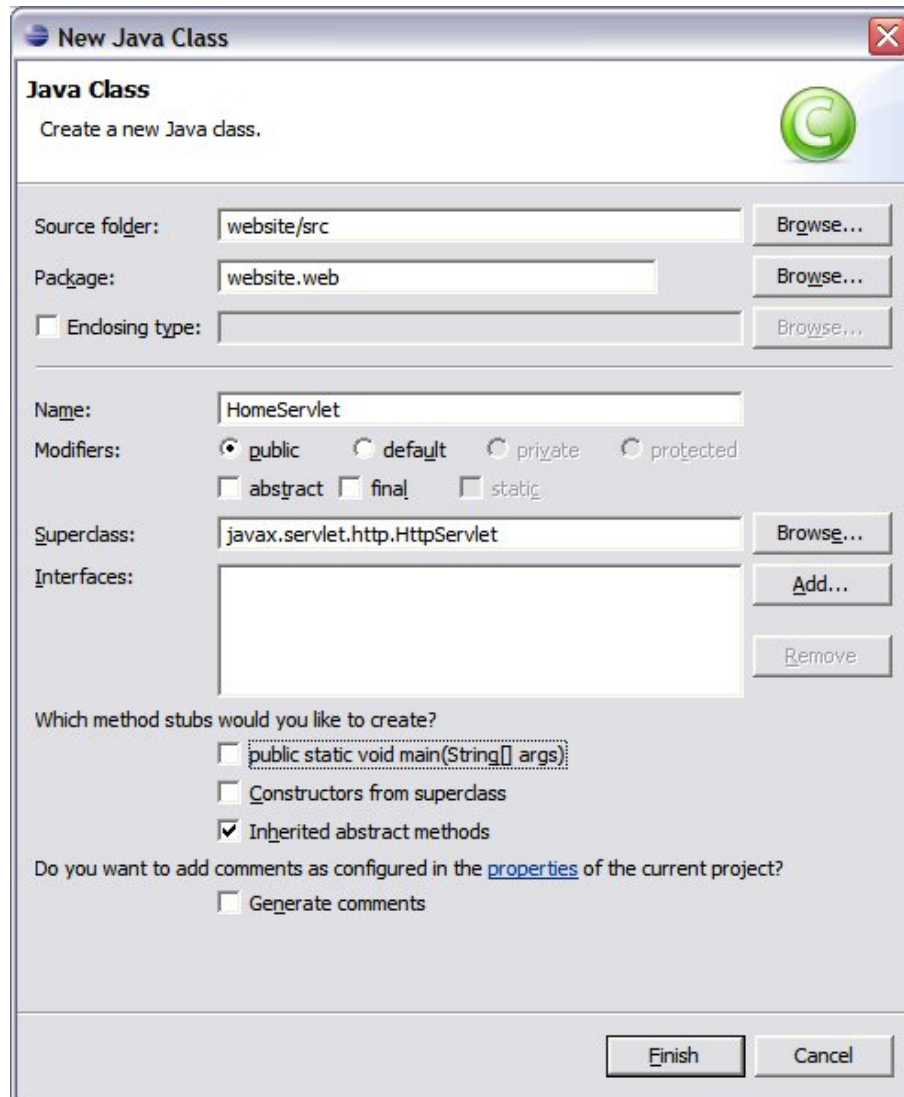 New Java Class
Java Class
Create a new Java class.
Source folder: website/src Browse...
Package: website.web Browse...
Enclosing type: Browse...
Name: HomeServlet
Modifiers: public default private protected
abstract final static
Superclass: javax.servlet.http.HttpServlet Browse...
Interfaces: Add...
Remove
Which method stubs would you like to create?
public static void main(String[] args)
Constructors from superclass
Inherited abstract methods
Do you want to add comments as configured in the properties of the current project?
Generate comments
Finish Cancel